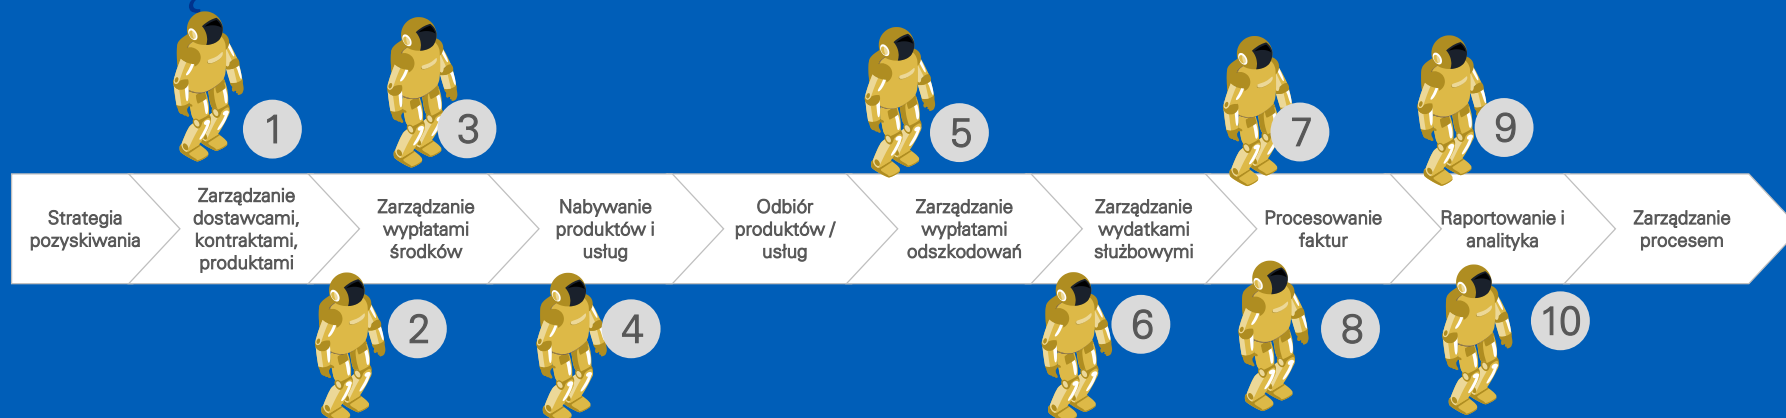 1
3
5
7
9
Strategia
pozyskiwania
Zarządzanie
dostawcami,
kontraktami,
produktami
Zarządzanie
wypłatami
środków
Nabywanie
produktów i
usług
Odbiór
produktów /
usług
Zarządzanie
wypłatami
odszkodowań
Zarządzanie
wydatkami
służbowymi
Procesowanie
faktur
Raportowanie i
analityka
Zarządzanie
procesem
2
4
6
8
10